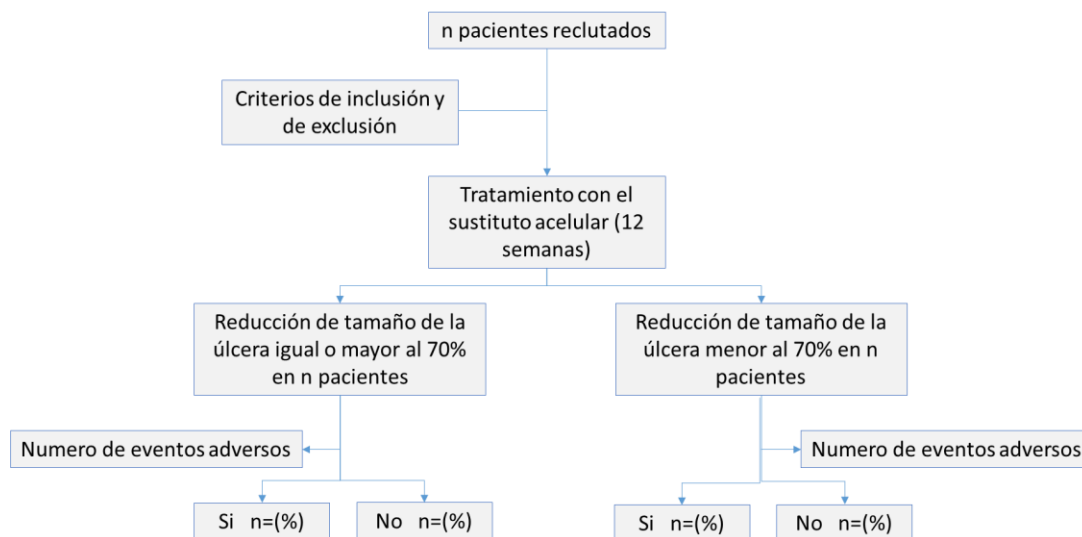 n pacientes reclutados
Criterios de inclusión y
de exclusión
Tratamiento con el
sustituto acelular (12
semanas)
Reducción de tamaño de la
úlcera igual o mayor al 70%
en n pacientes
Reducción de tamaño de la
úlcera menor al 70% en n
pacientes
Numero de eventos adversos
Numero de eventos adversos
Si n=(%)
No n=(%)
Si n=(%)
No n=(%)